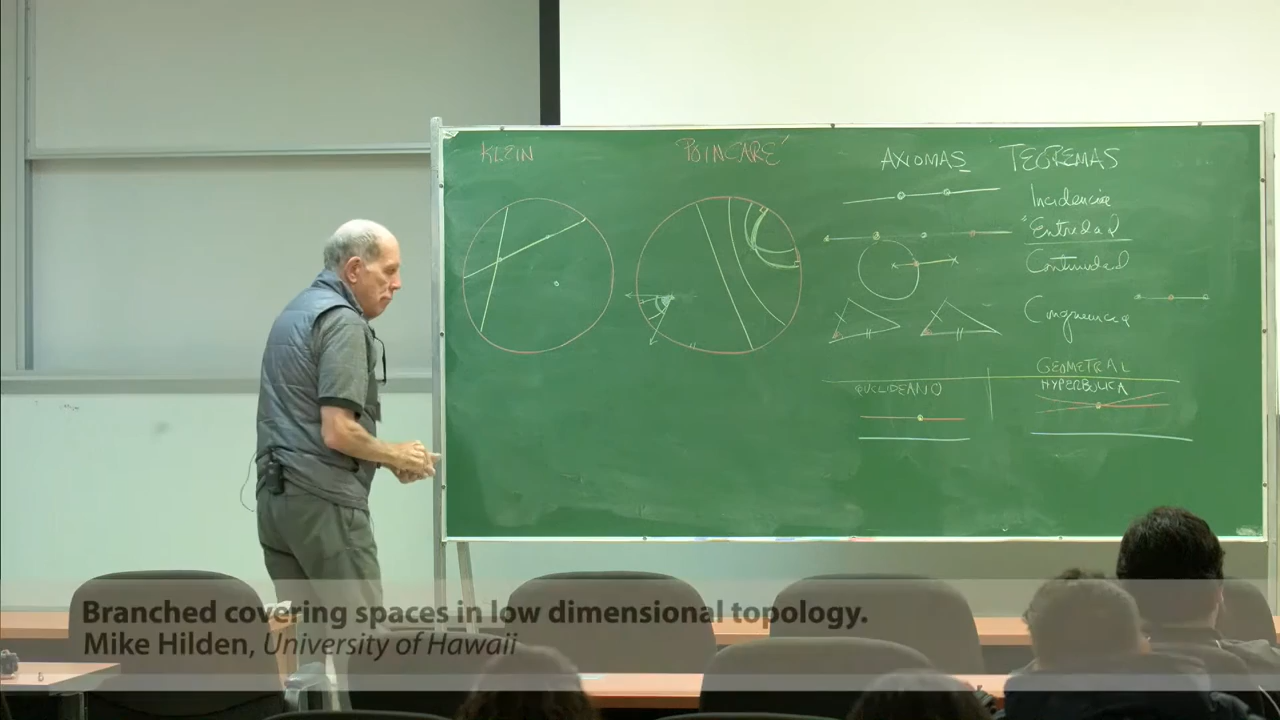 KLEIN
POINCARÉ
AXIOMAS TEOREMAS
Incidencia
Entredad
Continuidad
Congruencia
GEOMETRÍA
EUCLIDEANO
HYPERBOLICA
Branched covering spaces in low dimensional topology.
Mike Hilden, University of Hawaii